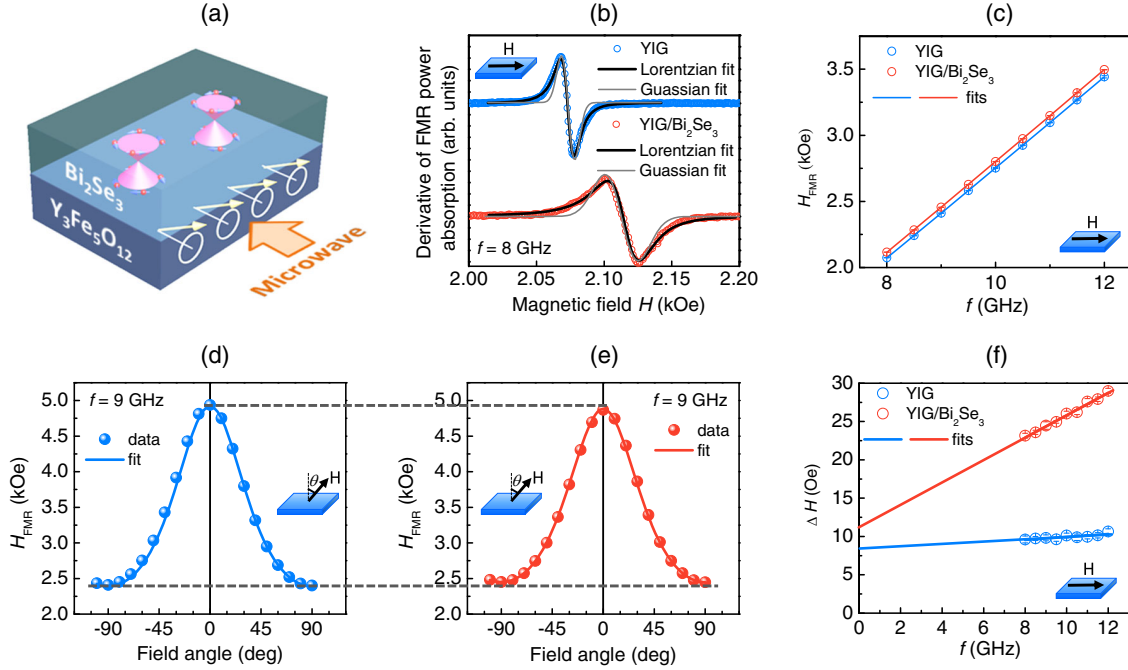 (a)
Bi2Se3
Y3Fe5O12
Microwave
(b)
H
YIG
Lorentzian fit
Guassian fit
YIG/Bi2Se3
Lorentzian fit
Guassian fit
f = 8 GHz
Derivative of FMR power
absorption (arb. units)
2.00 2.05 2.10 2.15 2.20
Magnetic field H (kOe)
(c)
YIG
YIG/Bi2Se3
fits
H
HFMR (kOe)
3.5
3.0
2.5
2.0
8 9 10 11 12
f (GHz)
(d)
f = 9 GHz
data
fit
θ H
HFMR (kOe)
5.0
4.5
4.0
3.5
3.0
2.5
2.0
-90 -45 0 45 90
Field angle (deg)
(e)
f = 9 GHz
data
fit
θ H
HFMR (kOe)
5.0
4.5
4.0
3.5
3.0
2.5
2.0
-90 -45 0 45 90
Field angle (deg)
(f)
YIG
YIG/Bi2Se3
fits
H
Δ H (Oe)
30
25
20
15
10
5
0
0 2 4 6 8 10 12
f (GHz)